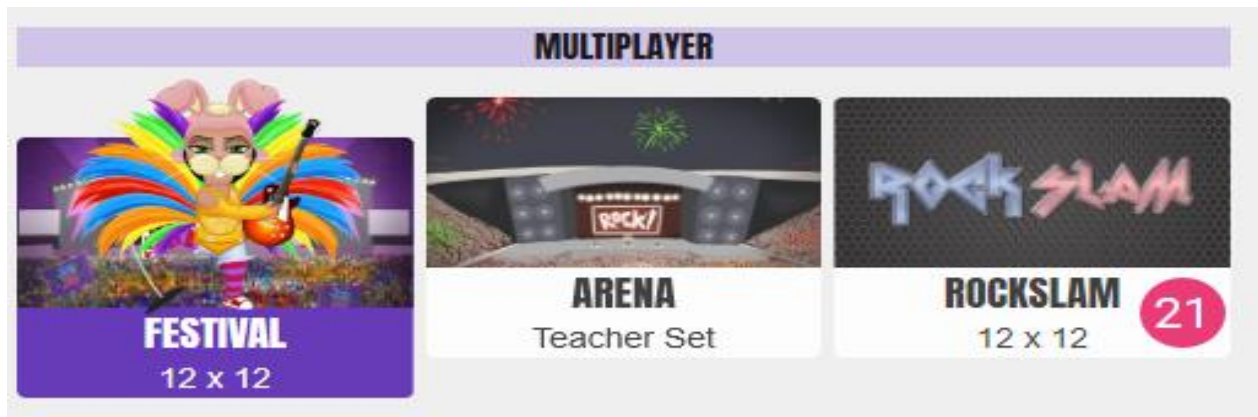 MULTIPLAYER
FESTIVAL
12 x 12
ROCK!
ARENA
Teacher Set
ROCK SLAM
ROCKSLAM
12 x 12
21